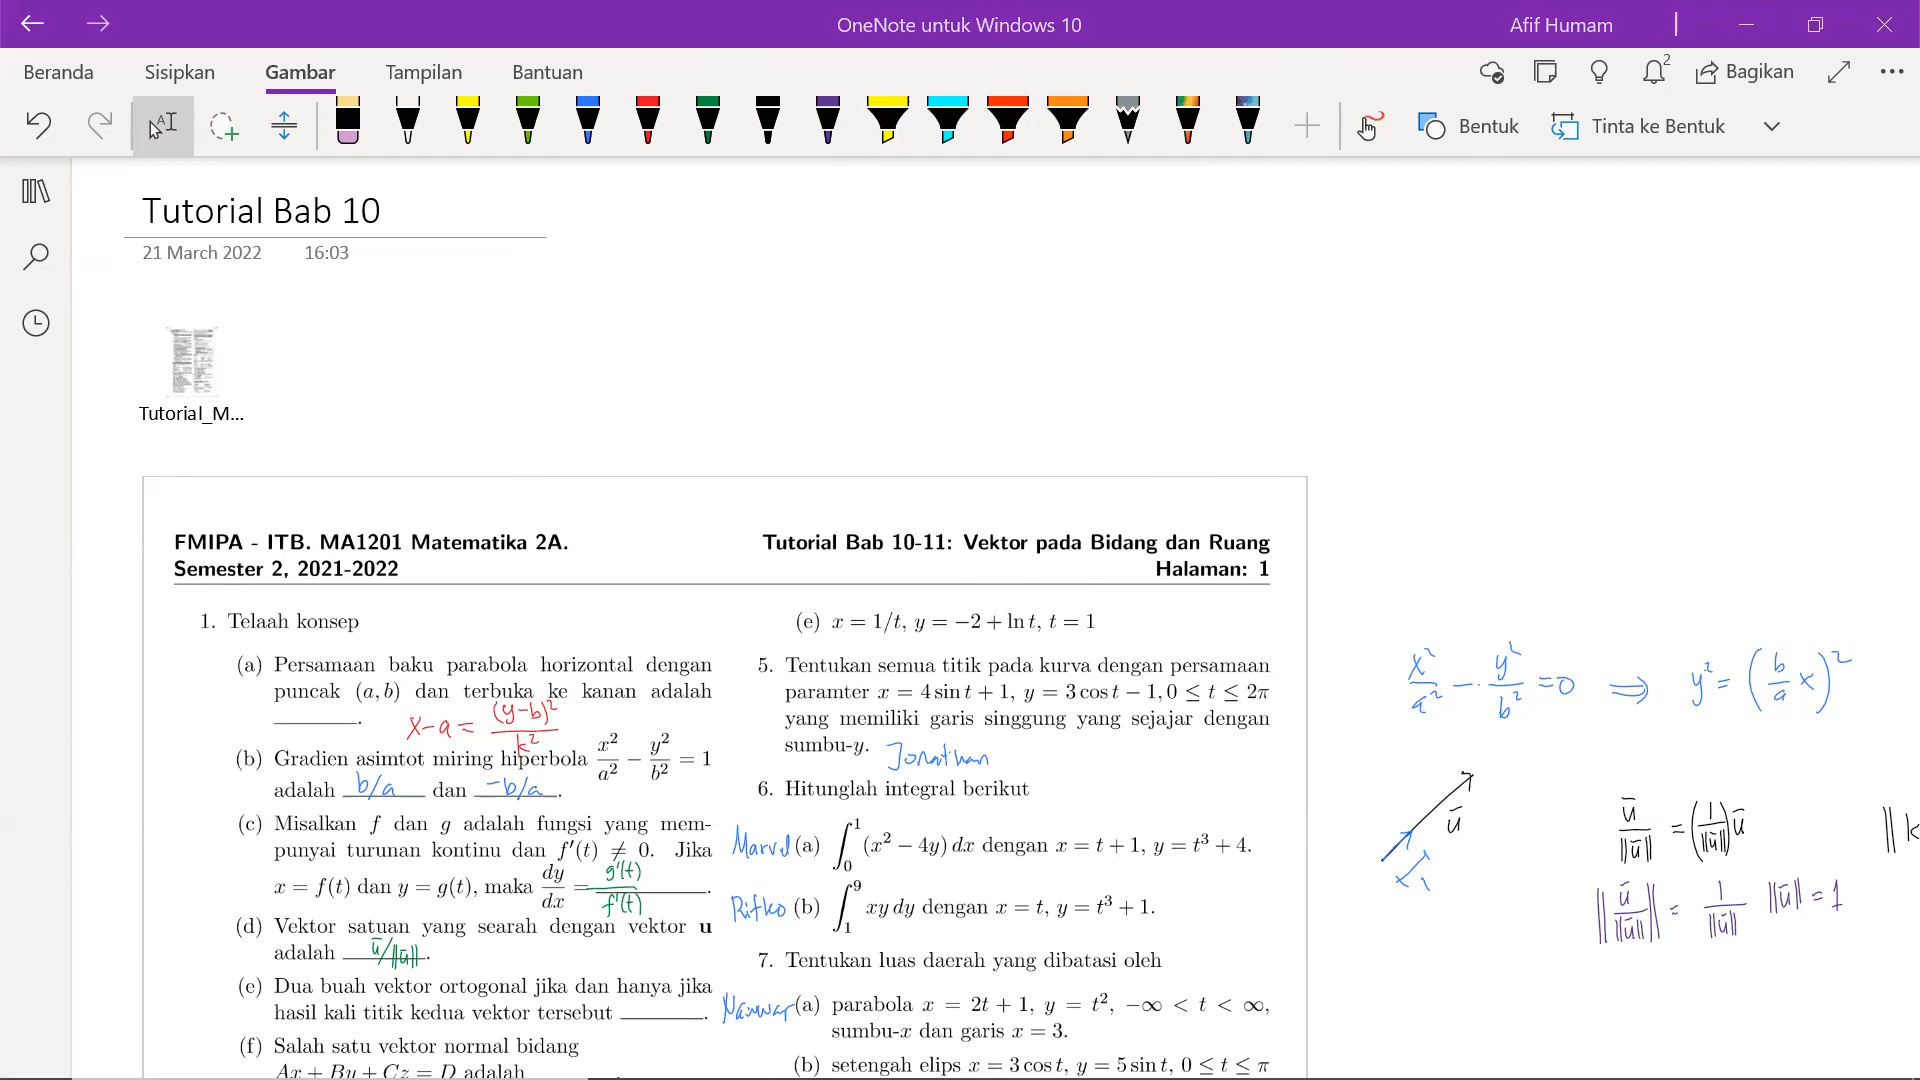 OneNote untuk Windows 10
Afif Humam
Beranda Sisipkan Gambar Tampilan Bantuan
2 Bagikan
Bentuk Tinta ke Bentuk
Tutorial Bab 10
21 March 2022 16:03
Tutorial_M...
FMIPA - ITB. MA1201 Matematika 2A.
Semester 2, 2021-2022
Tutorial Bab 10-11: Vektor pada Bidang dan Ruang
Halaman: 1
1. Telaah konsep
(a) Persamaan baku parabola horizontal dengan
puncak (a, b) dan terbuka ke kanan adalah
________. x-a = (y-b)²/k²
(b) Gradien asimtot miring hiperbola x²/a² − y²/b² = 1
adalah b/a dan -b/a.
(c) Misalkan f dan g adalah fungsi yang mem-
punyai turunan kontinu dan f′(t) ≠ 0. Jika
x = f(t) dan y = g(t), maka dy/dx = g'(t)/f'(t).
(d) Vektor satuan yang searah dengan vektor u
adalah ū/||ū||.
(e) Dua buah vektor ortogonal jika dan hanya jika
hasil kali titik kedua vektor tersebut ________.
(f) Salah satu vektor normal bidang
Ax + By + Cz = D adalah
(e) x = 1/t, y = −2 + ln t, t = 1
5. Tentukan semua titik pada kurva dengan persamaan
paramter x = 4 sin t + 1, y = 3 cos t − 1, 0 ≤ t ≤ 2π
yang memiliki garis singgung yang sejajar dengan
sumbu-y. Jonathan
6. Hitunglah integral berikut
Marvel (a) ∫₀¹ (x² − 4y) dx dengan x = t + 1, y = t³ + 4.
Rifko (b) ∫₁⁹ xy dy dengan x = t, y = t³ + 1.
7. Tentukan luas daerah yang dibatasi oleh
(a) parabola x = 2t + 1, y = t², −∞ < t < ∞,
sumbu-x dan garis x = 3.
(b) setengah elips x = 3 cos t, y = 5 sin t, 0 ≤ t ≤ π
x²/a² − y²/b² = 0 ⟹ y² = (b/a x)²
ū
ū/||ū|| = (1/||ū||)ū
||k
||ū/||ū|||| = 1/||ū|| ||ū|| = 1